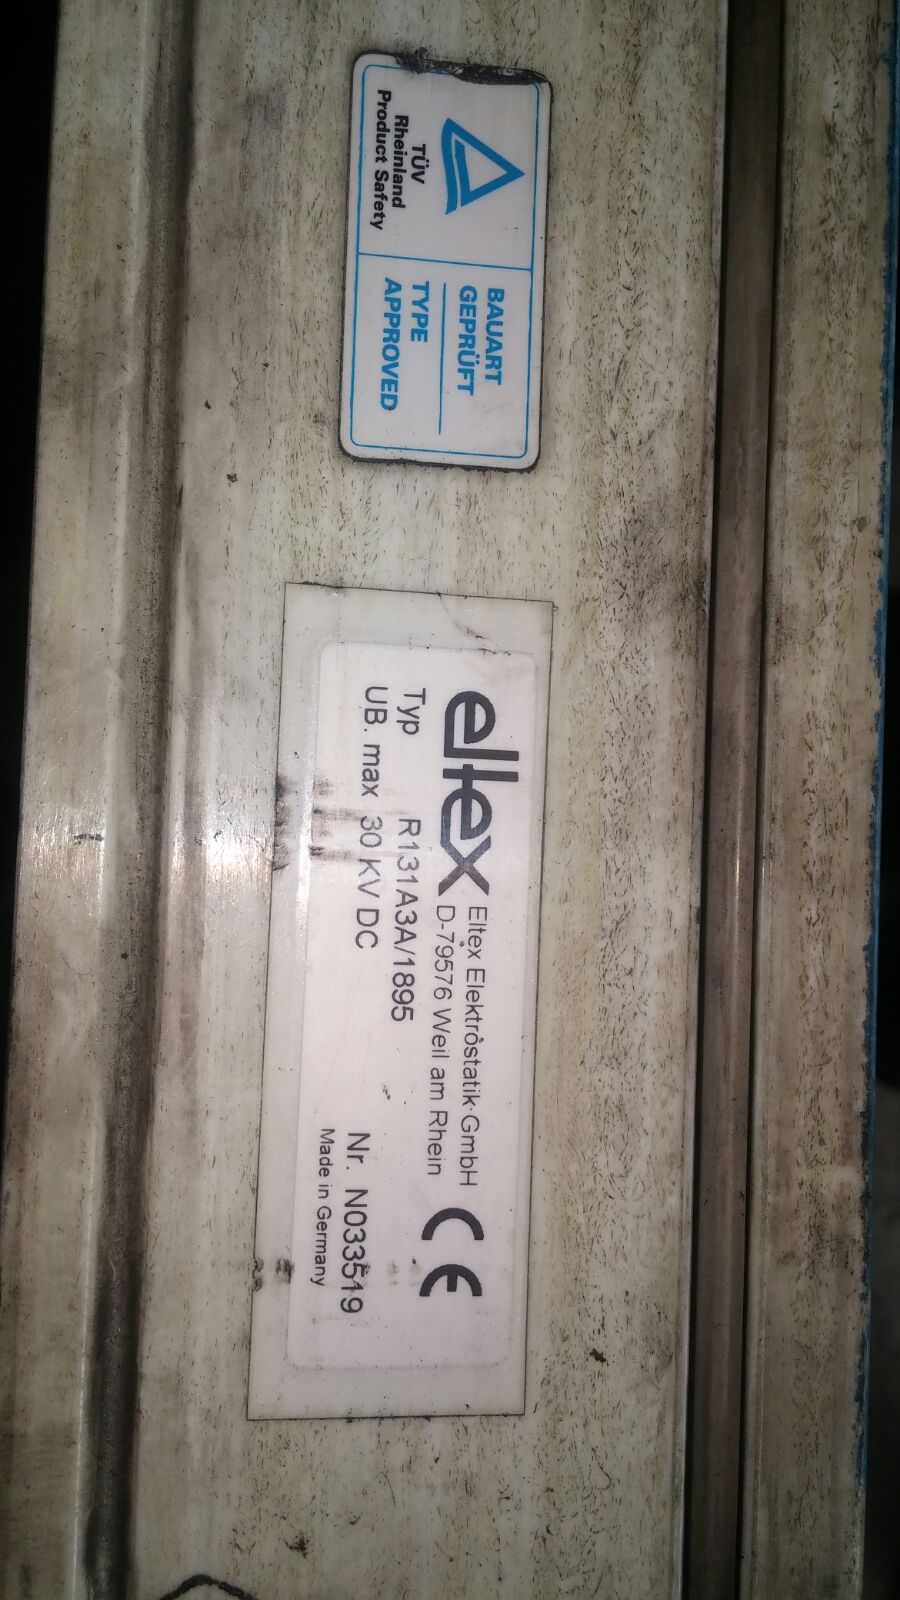 TÜV
Rheinland
Product Safety
BAUART
GEPRÜFT
TYPE
APPROVED
eltex
Eltex Elektrostatik GmbH
D-79576 Weil am Rhein
CE
Typ R131A3A/1895
UB. max 30 KV DC
Nr. N033519
Made in Germany